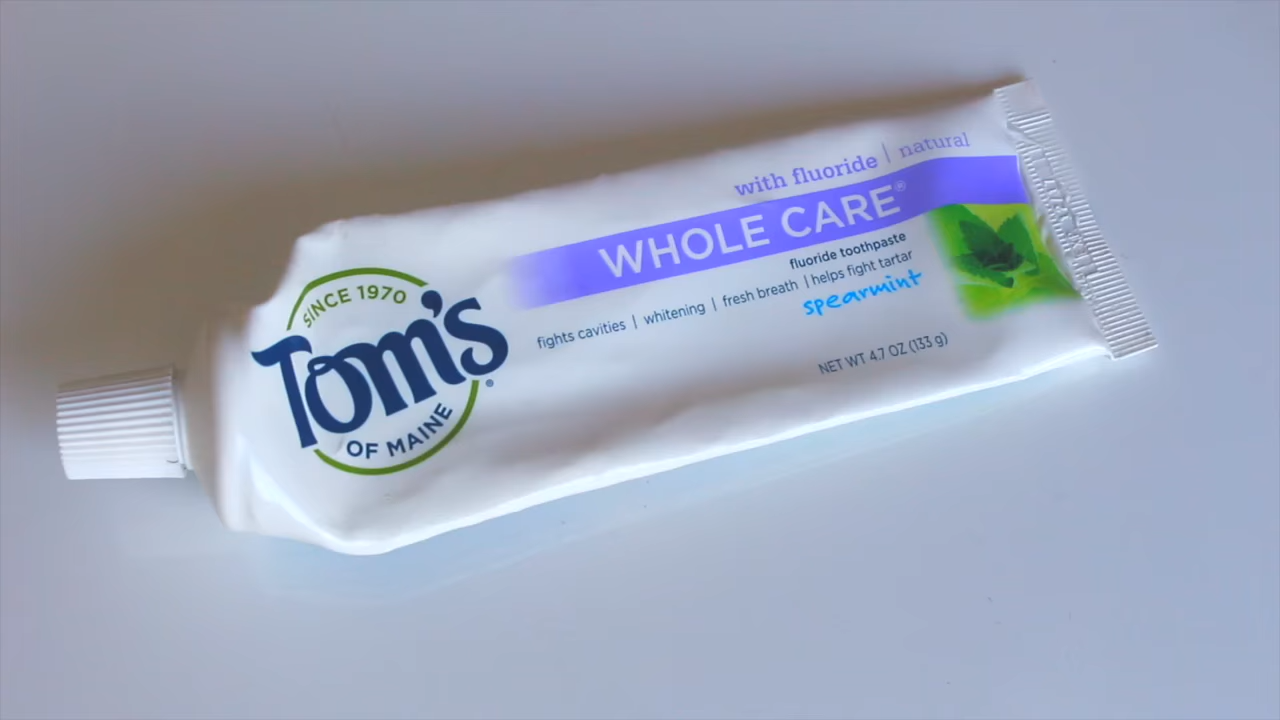 SINCE 1970
Tom's
OF MAINE
with fluoride | natural
WHOLE CARE®
fluoride toothpaste
fights cavities | whitening | fresh breath | helps fight tartar
spearmint
NET WT 4.7 OZ (133 g)